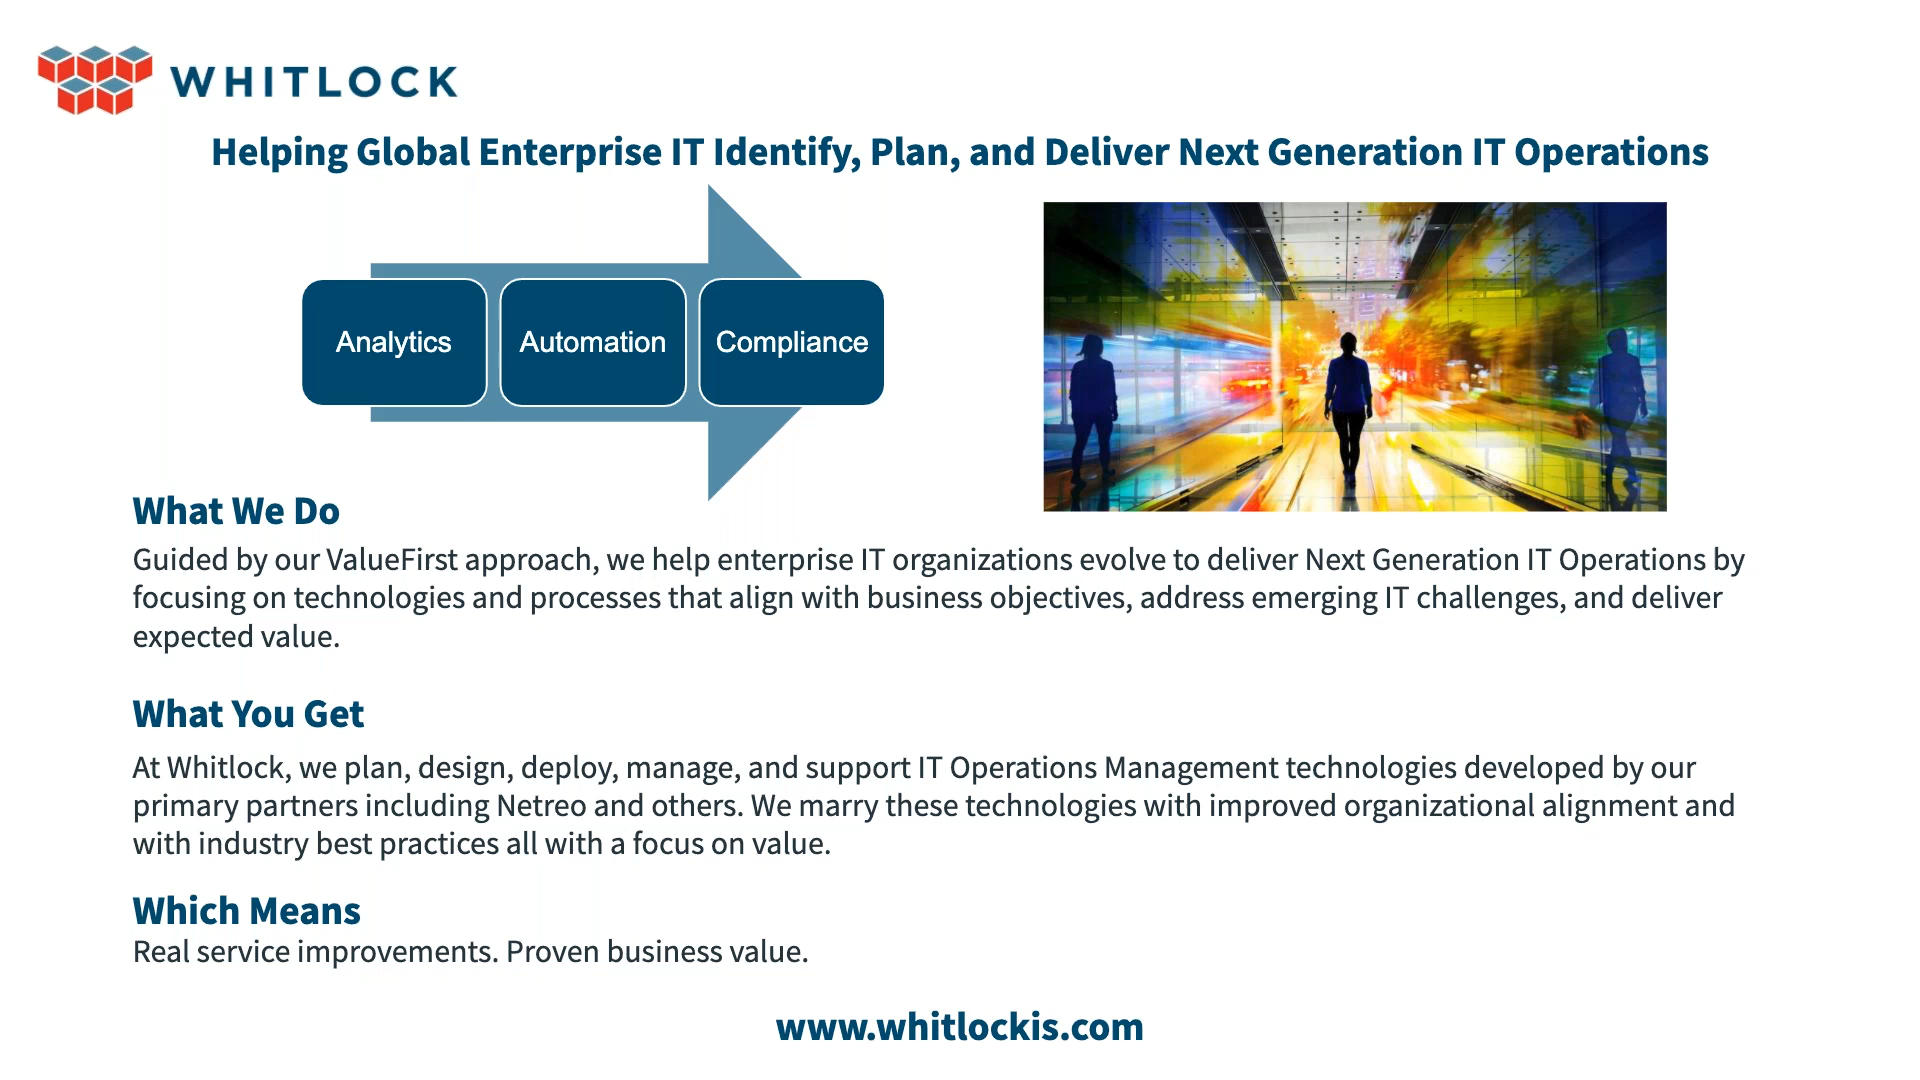 WHITLOCK
Helping Global Enterprise IT Identify, Plan, and Deliver Next Generation IT Operations
Analytics
Automation
Compliance
What We Do
Guided by our ValueFirst approach, we help enterprise IT organizations evolve to deliver Next Generation IT Operations by
focusing on technologies and processes that align with business objectives, address emerging IT challenges, and deliver
expected value.
What You Get
At Whitlock, we plan, design, deploy, manage, and support IT Operations Management technologies developed by our
primary partners including Netreo and others. We marry these technologies with improved organizational alignment and
with industry best practices all with a focus on value.
Which Means
Real service improvements. Proven business value.
www.whitlockis.com